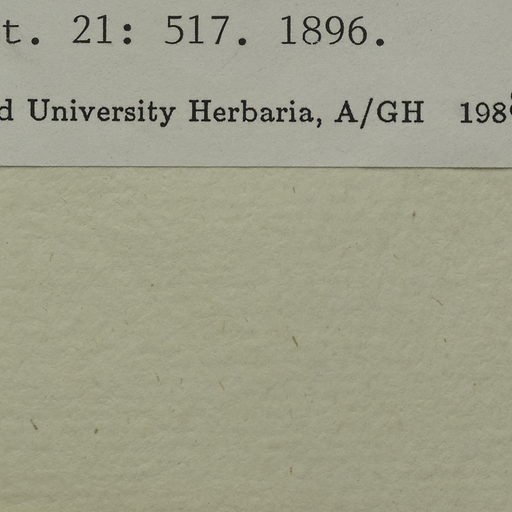 t. 21: 517. 1896.
d University Herbaria, A/GH 198